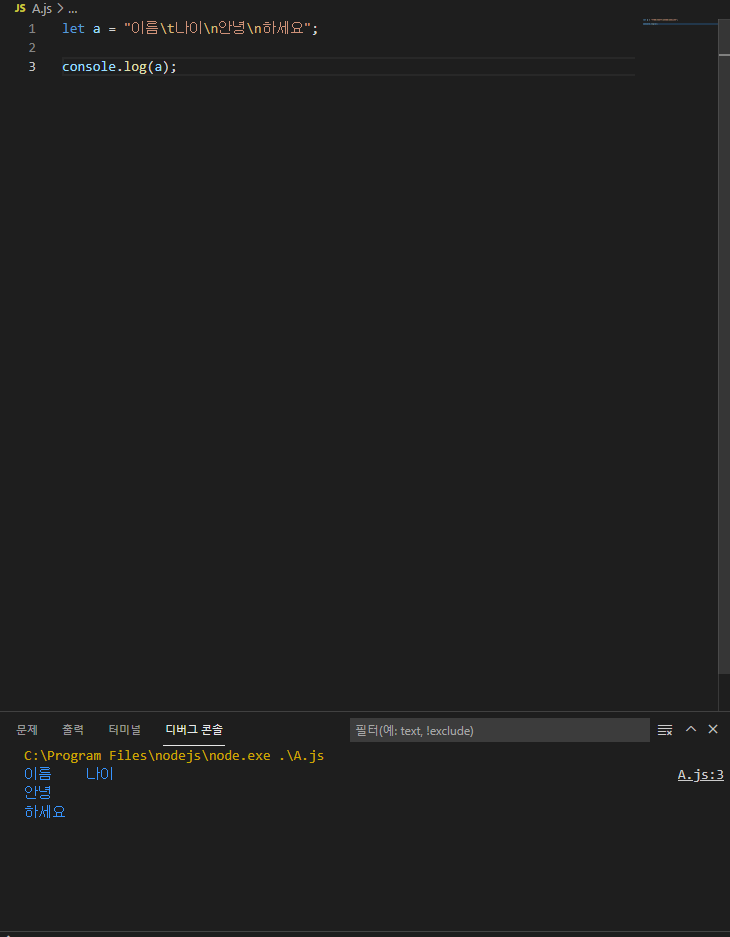 JS A.js > ...
1 let a = "이름\t나이\n안녕\n하세요";
2
3 console.log(a);
문제 출력 터미널 디버그 콘솔 필터(예: text, !exclude)
C:\Program Files\nodejs\node.exe .\A.js
이름 나이 A.js:3
안녕
하세요